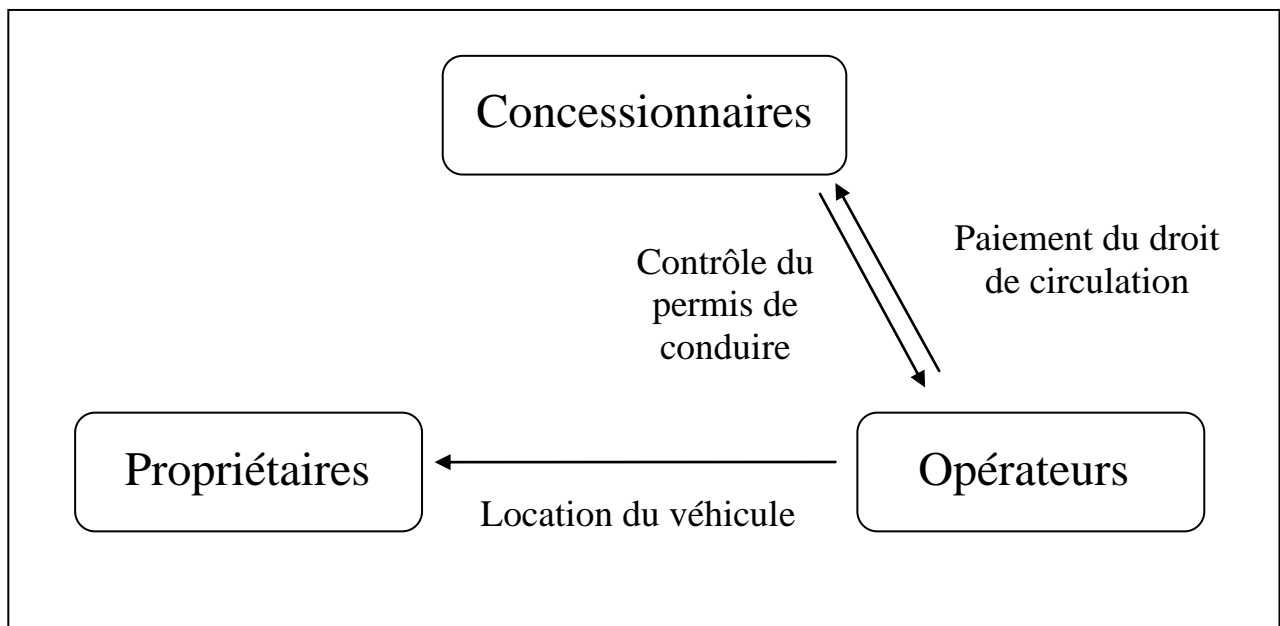 Concessionnaires
Contrôle du
permis de
conduire
Paiement du droit
de circulation
Propriétaires
Opérateurs
Location du véhicule